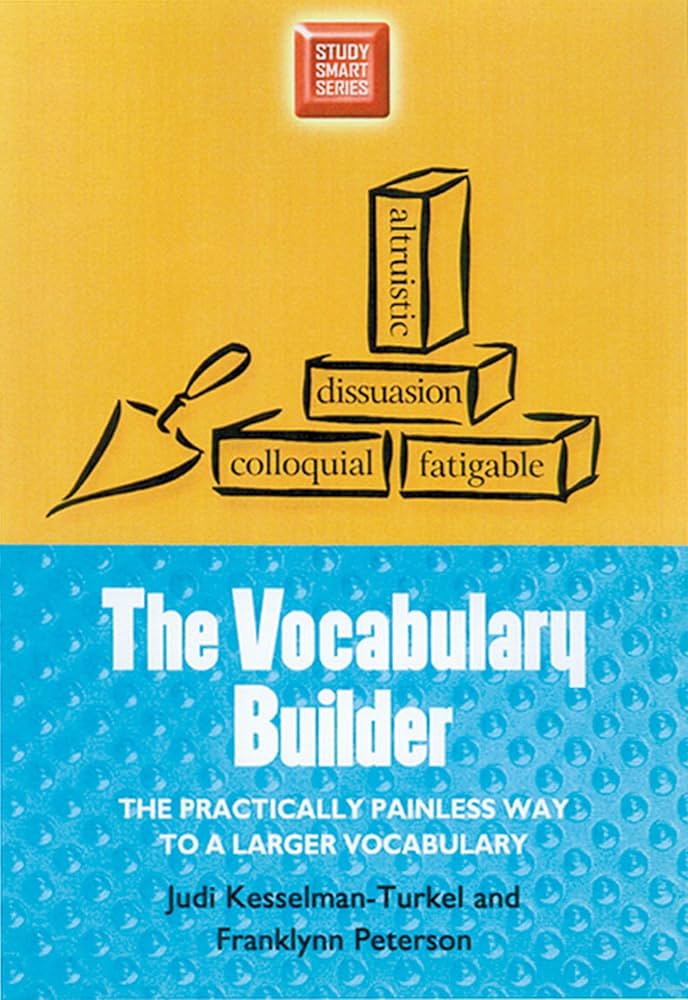 STUDY
SMART
SERIES
altruistic
dissuasion
colloquial
fatigable
The Vocabulary
Builder
THE PRACTICALLY PAINLESS WAY
TO A LARGER VOCABULARY
Judi Kesselman-Turkel and
Franklynn Peterson